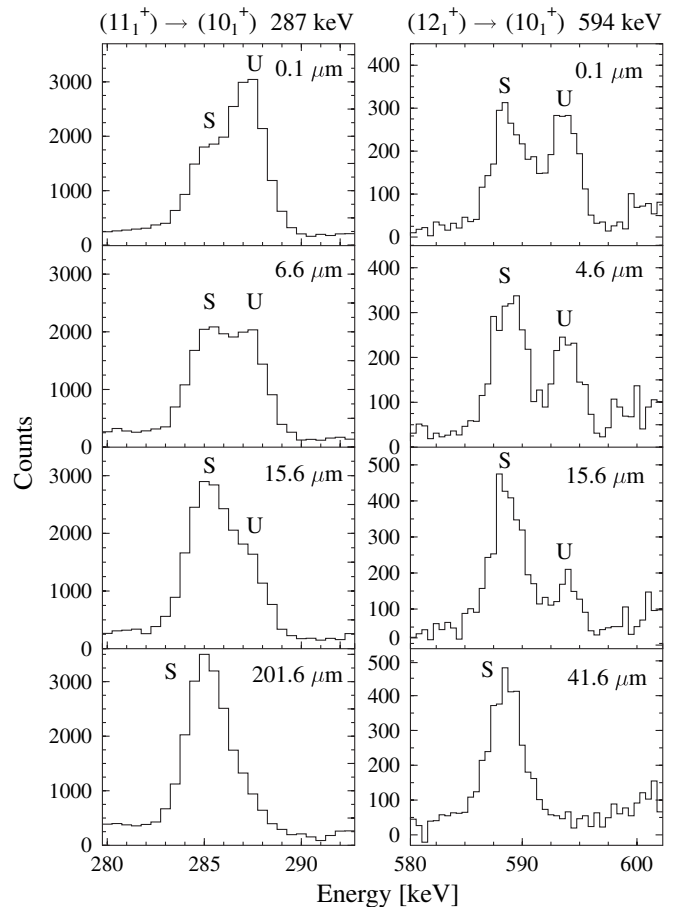 (11₁⁺) → (10₁⁺) 287 keV
(12₁⁺) → (10₁⁺) 594 keV
0.1 μm
U
S
3000
2000
1000
0
0.1 μm
S
U
400
300
200
100
0
6.6 μm
S
U
3000
2000
1000
0
4.6 μm
S
U
400
300
200
100
0
15.6 μm
S
U
3000
2000
1000
0
15.6 μm
S
U
500
400
300
200
100
0
201.6 μm
S
3000
2000
1000
0
41.6 μm
S
500
400
300
200
100
0
280
285
290
580
590
600
Counts
Energy [keV]